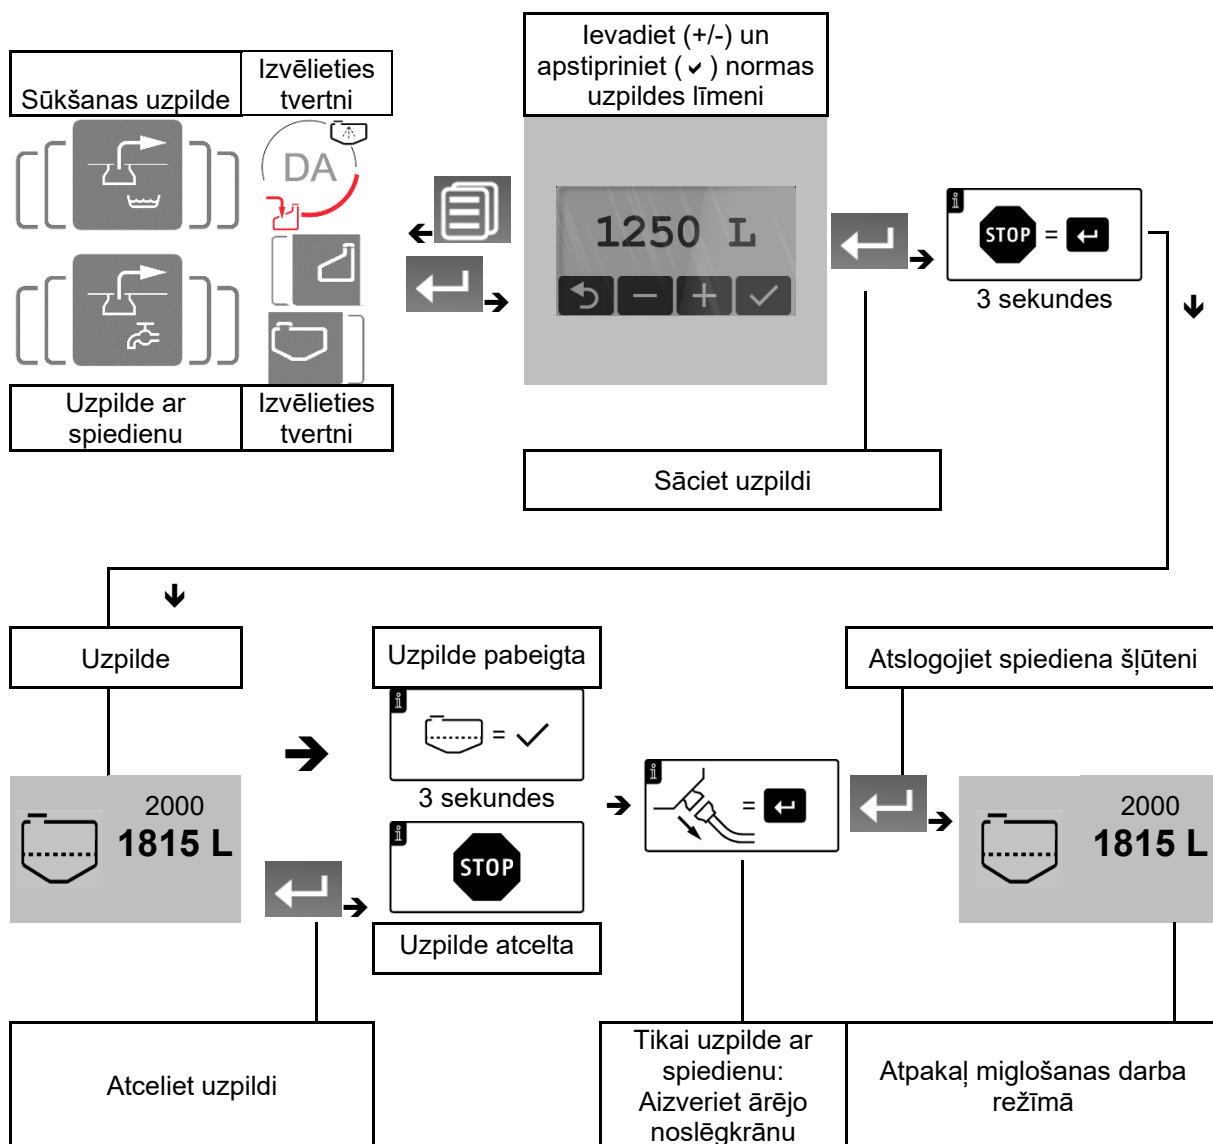 Sūkšanas uzpilde
Izvēlieties
tvertni
Ievadiet (+/-) un
apstipriniet ( ✓ ) normas
uzpildes līmeni
DA
1250 L
STOP =
3 sekundes
Uzpilde ar
spiedienu
Izvēlieties
tvertni
Sāciet uzpildi
Uzpilde
Uzpilde pabeigta
Atslogojiet spiediena šļūteni
=
3 sekundes
2000
1815 L
=
2000
1815 L
STOP
Uzpilde atcelta
Atceliet uzpildi
Tikai uzpilde ar
spiedienu:
Aizveriet ārējo
noslēgkrānu
Atpakaļ miglošanas darba
režīmā